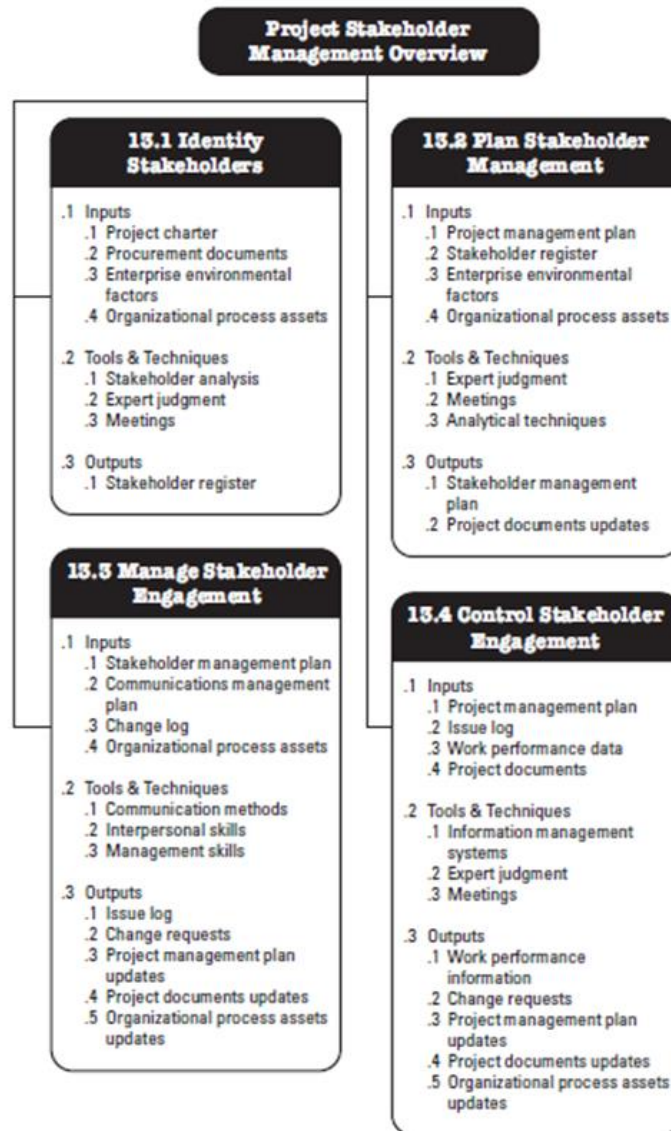 Project Stakeholder
Management Overview
13.1 Identify
Stakeholders
.1 Inputs
.1 Project charter
.2 Procurement documents
.3 Enterprise environmental
factors
.4 Organizational process assets
.2 Tools & Techniques
.1 Stakeholder analysis
.2 Expert judgment
.3 Meetings
.3 Outputs
.1 Stakeholder register
13.2 Plan Stakeholder
Management
.1 Inputs
.1 Project management plan
.2 Stakeholder register
.3 Enterprise environmental
factors
.4 Organizational process assets
.2 Tools & Techniques
.1 Expert judgment
.2 Meetings
.3 Analytical techniques
.3 Outputs
.1 Stakeholder management
plan
.2 Project documents updates
13.3 Manage Stakeholder
Engagement
.1 Inputs
.1 Stakeholder management plan
.2 Communications management
plan
.3 Change log
.4 Organizational process assets
.2 Tools & Techniques
.1 Communication methods
.2 Interpersonal skills
.3 Management skills
.3 Outputs
.1 Issue log
.2 Change requests
.3 Project management plan
updates
.4 Project documents updates
.5 Organizational process assets
updates
13.4 Control Stakeholder
Engagement
.1 Inputs
.1 Project management plan
.2 Issue log
.3 Work performance data
.4 Project documents
.2 Tools & Techniques
.1 Information management
systems
.2 Expert judgment
.3 Meetings
.3 Outputs
.1 Work performance
information
.2 Change requests
.3 Project management plan
updates
.4 Project documents updates
.5 Organizational process assets
updates